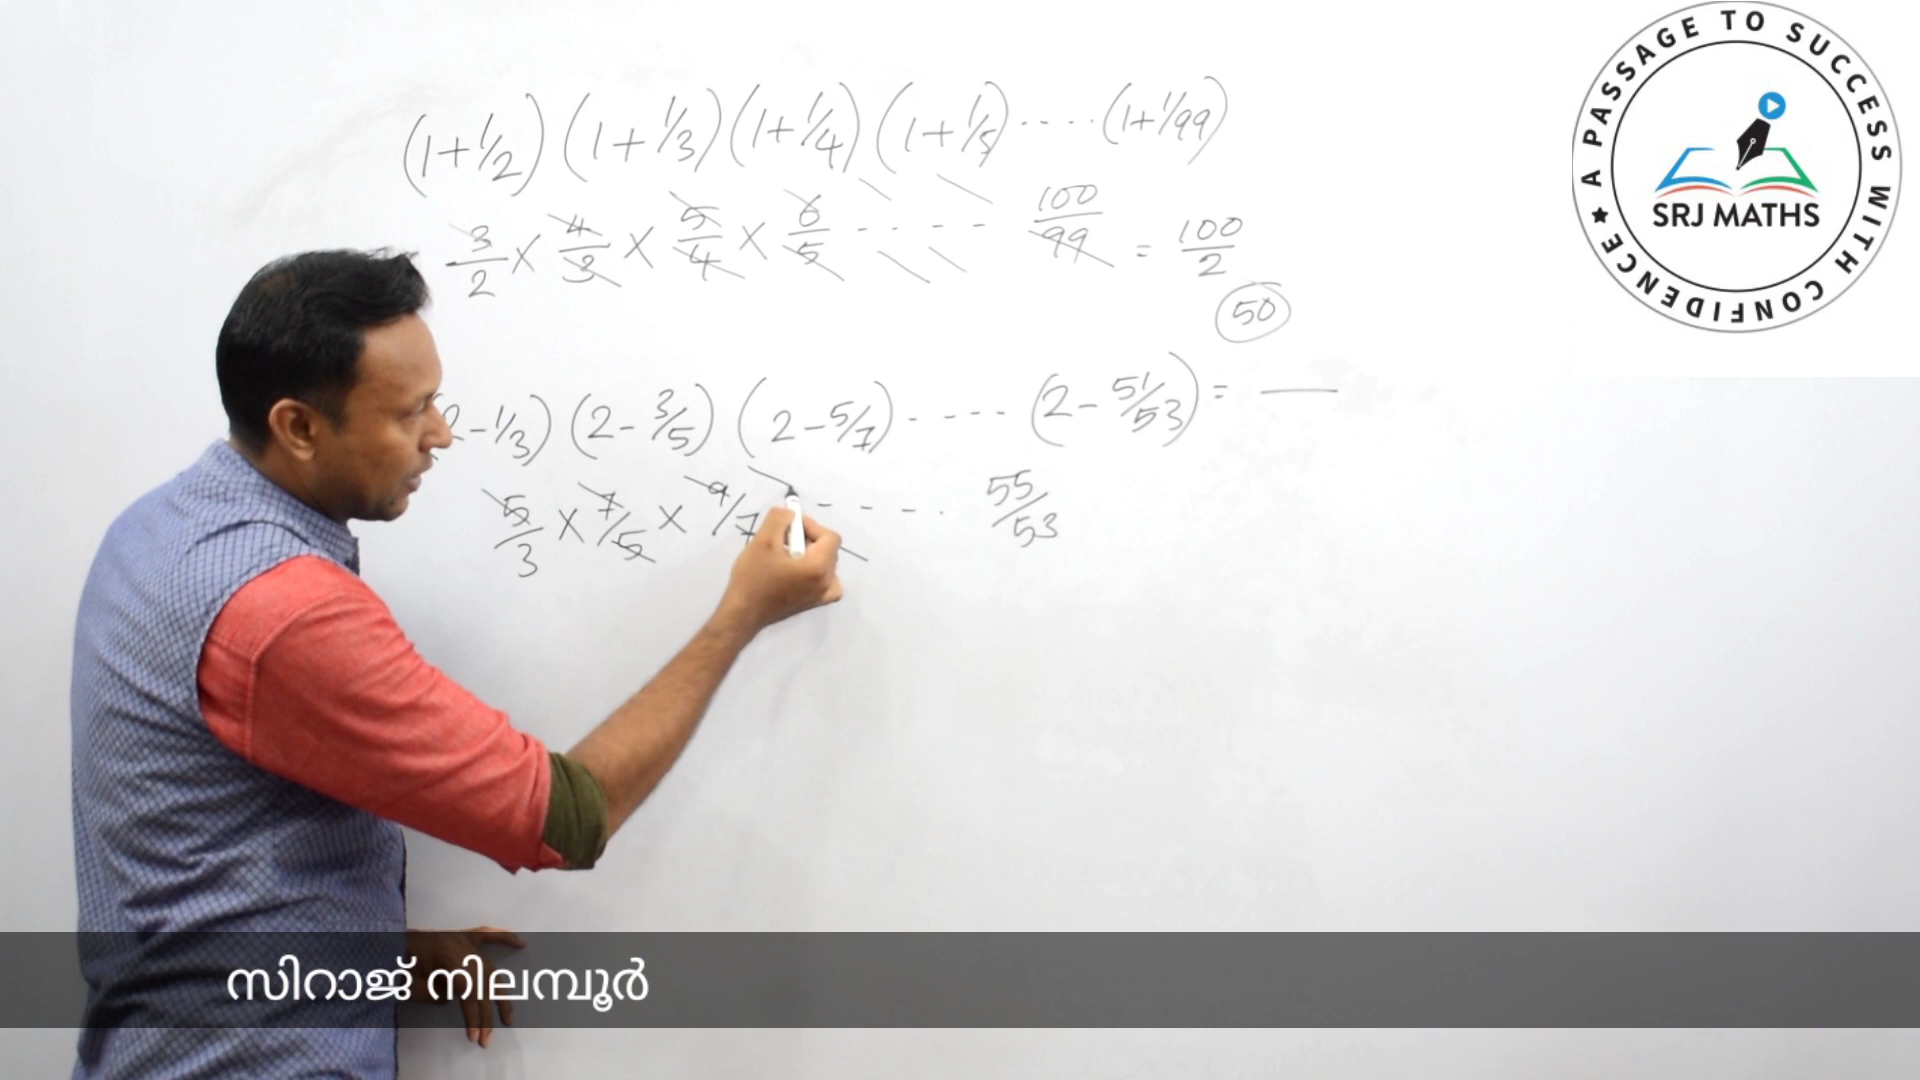 (1+1/2) (1+1/3) (1+1/4) (1+1/5) ---- (1+1/99)
3/2 × 4/3 × 5/4 × 6/5 - - - - 100/99 = 100/2
50
2-1/3) (2-3/5) (2-5/7) - ---- (2-51/53) = —
5/3 × 7/5 × 9/7 - - - . 55/53
A PASSAGE TO SUCCESS WITH CONFIDENCE ★
SRJ MATHS
സിറാജ് നിലമ്പൂർ